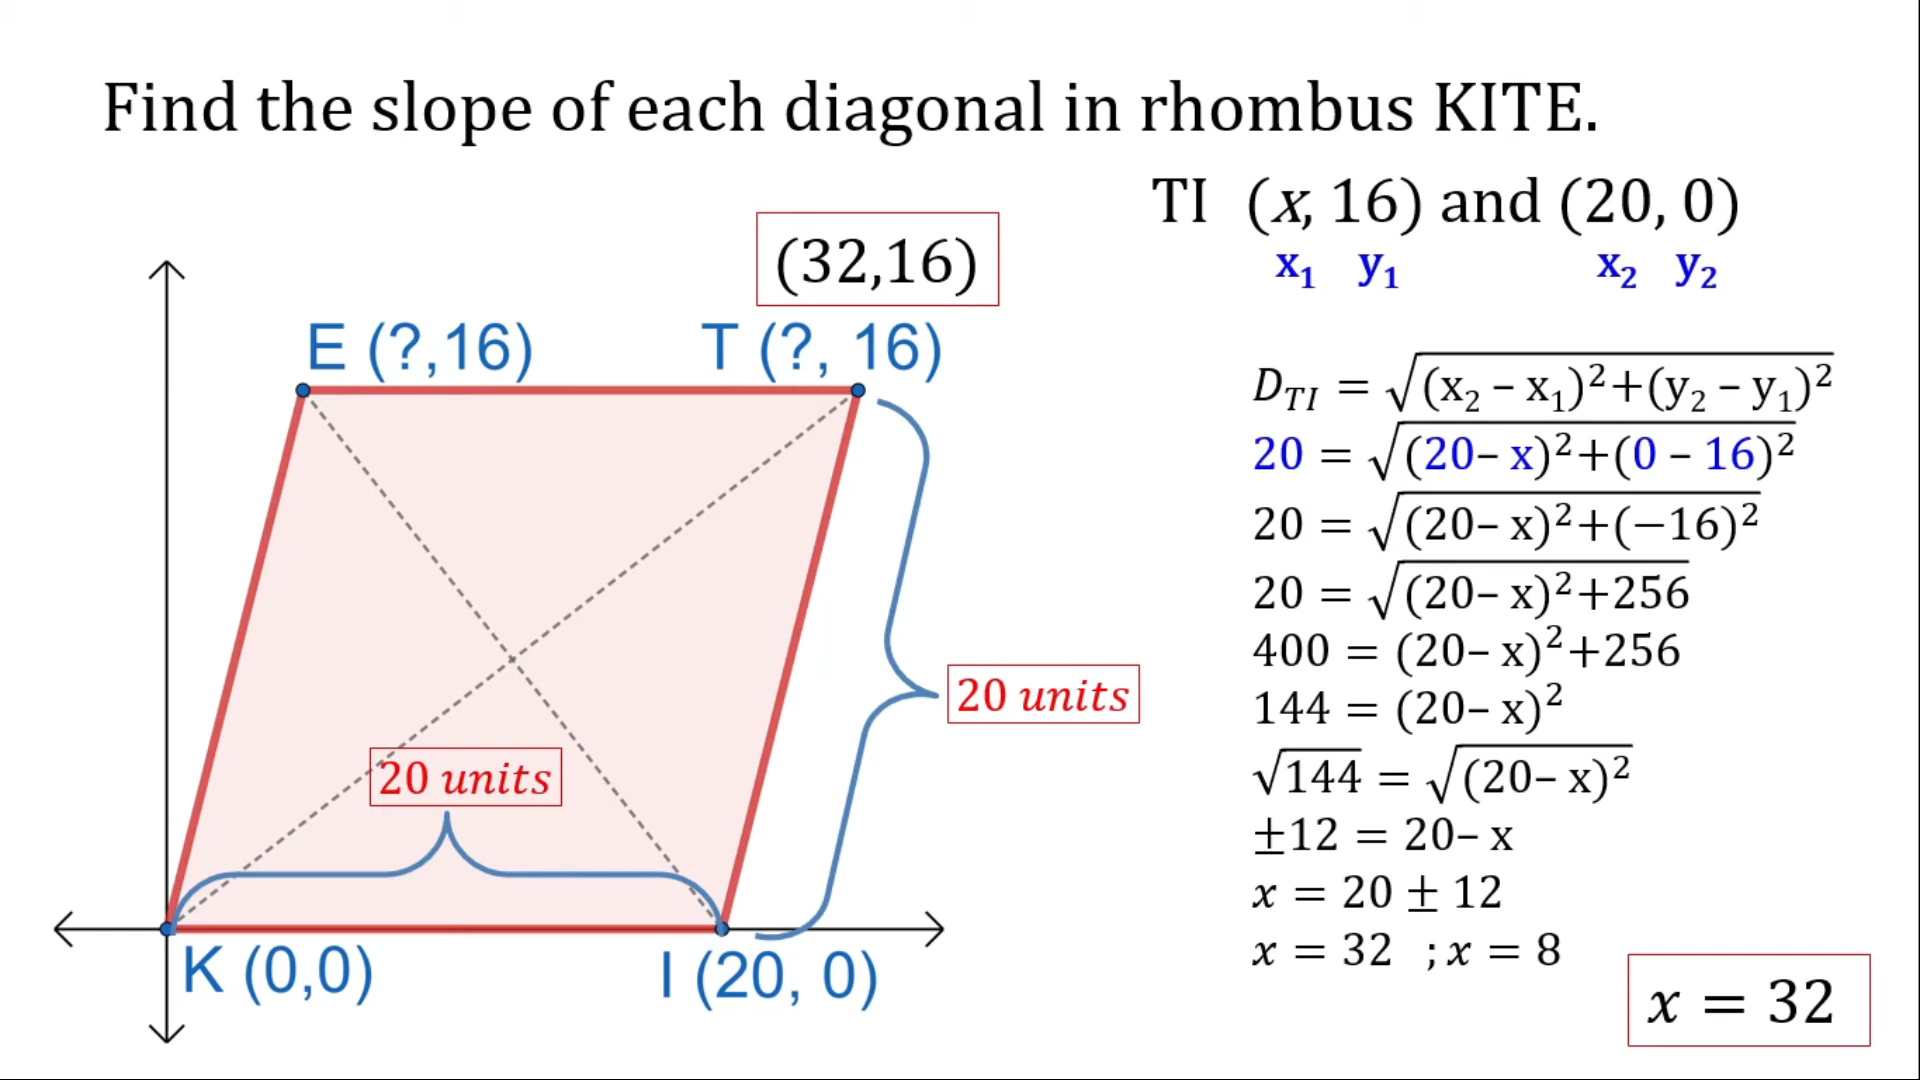 Find the slope of each diagonal in rhombus KITE.
TI (x, 16) and (20, 0)
x₁ y₁ x₂ y₂
(32,16)
E (?,16)
T (?, 16)
20 units
20 units
K (0,0)
I (20, 0)
D_TI = √((x₂ – x₁)²+(y₂ – y₁)²)
20 = √((20– x)²+(0 – 16)²)
20 = √((20– x)²+(−16)²)
20 = √((20– x)²+256)
400 = (20– x)²+256
144 = (20– x)²
√144 = √((20– x)²)
±12 = 20– x
x = 20 ± 12
x = 32 ; x = 8
x = 32